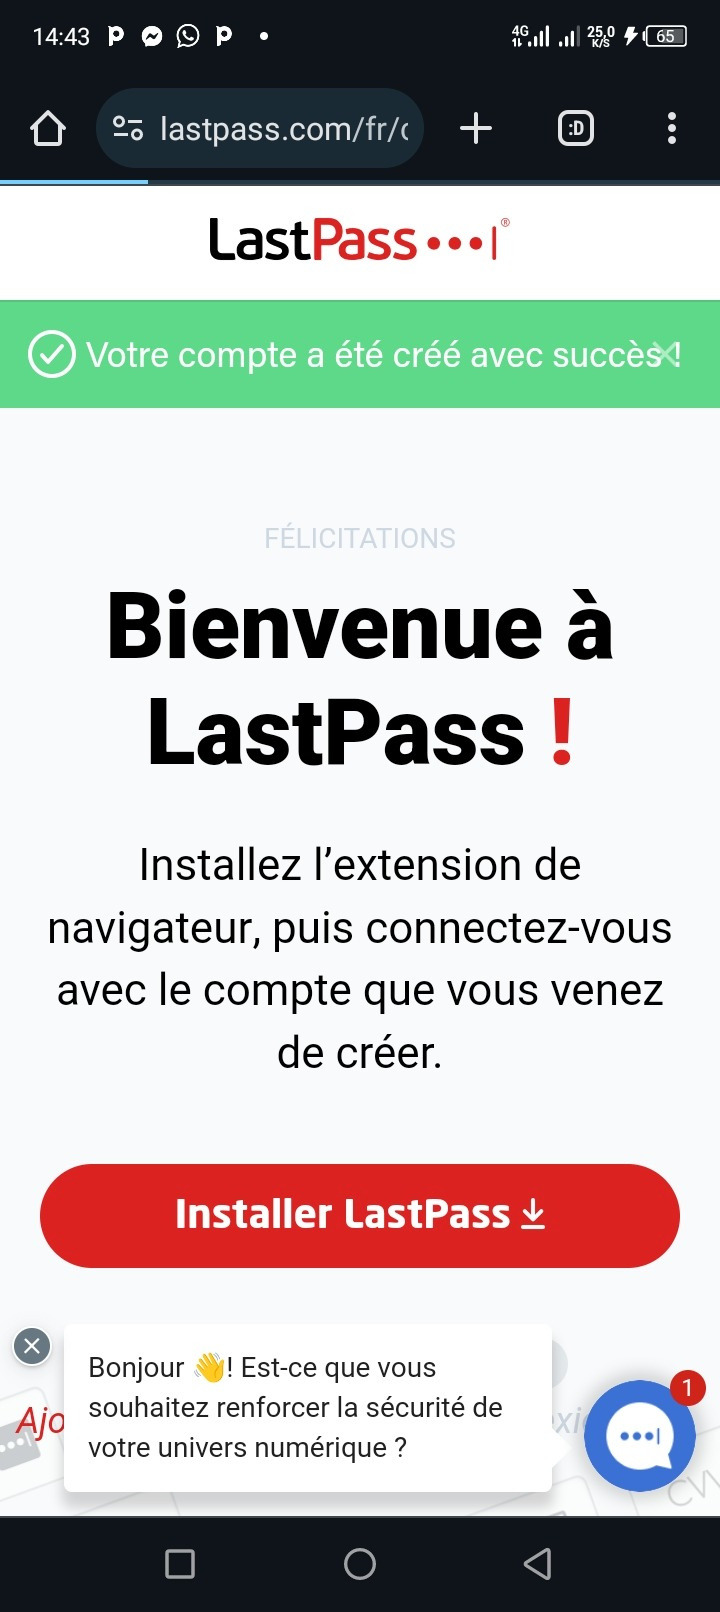 14:43
4G
25,0
K/S
65
lastpass.com/fr/
:D
LastPass
®
Votre compte a été créé avec succès !
FÉLICITATIONS
Bienvenue à
LastPass !
Installez l’extension de
navigateur, puis connectez-vous
avec le compte que vous venez
de créer.
Installer LastPass
Bonjour 👋! Est-ce que vous
souhaitez renforcer la sécurité de
votre univers numérique ?
1